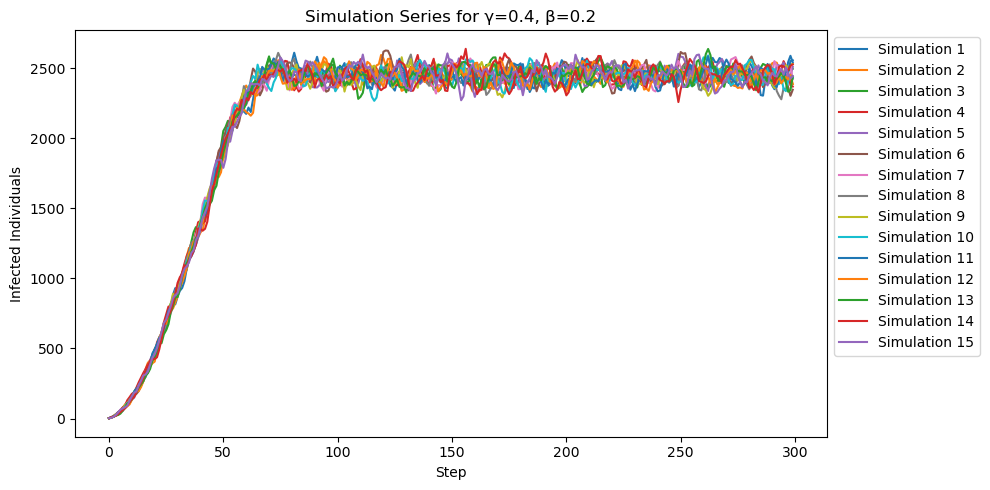 Simulation Series for γ=0.4, β=0.2
Infected Individuals
2500
2000
1500
1000
500
0
0 50 100 150 200 250 300
Step
Simulation 1
Simulation 2
Simulation 3
Simulation 4
Simulation 5
Simulation 6
Simulation 7
Simulation 8
Simulation 9
Simulation 10
Simulation 11
Simulation 12
Simulation 13
Simulation 14
Simulation 15